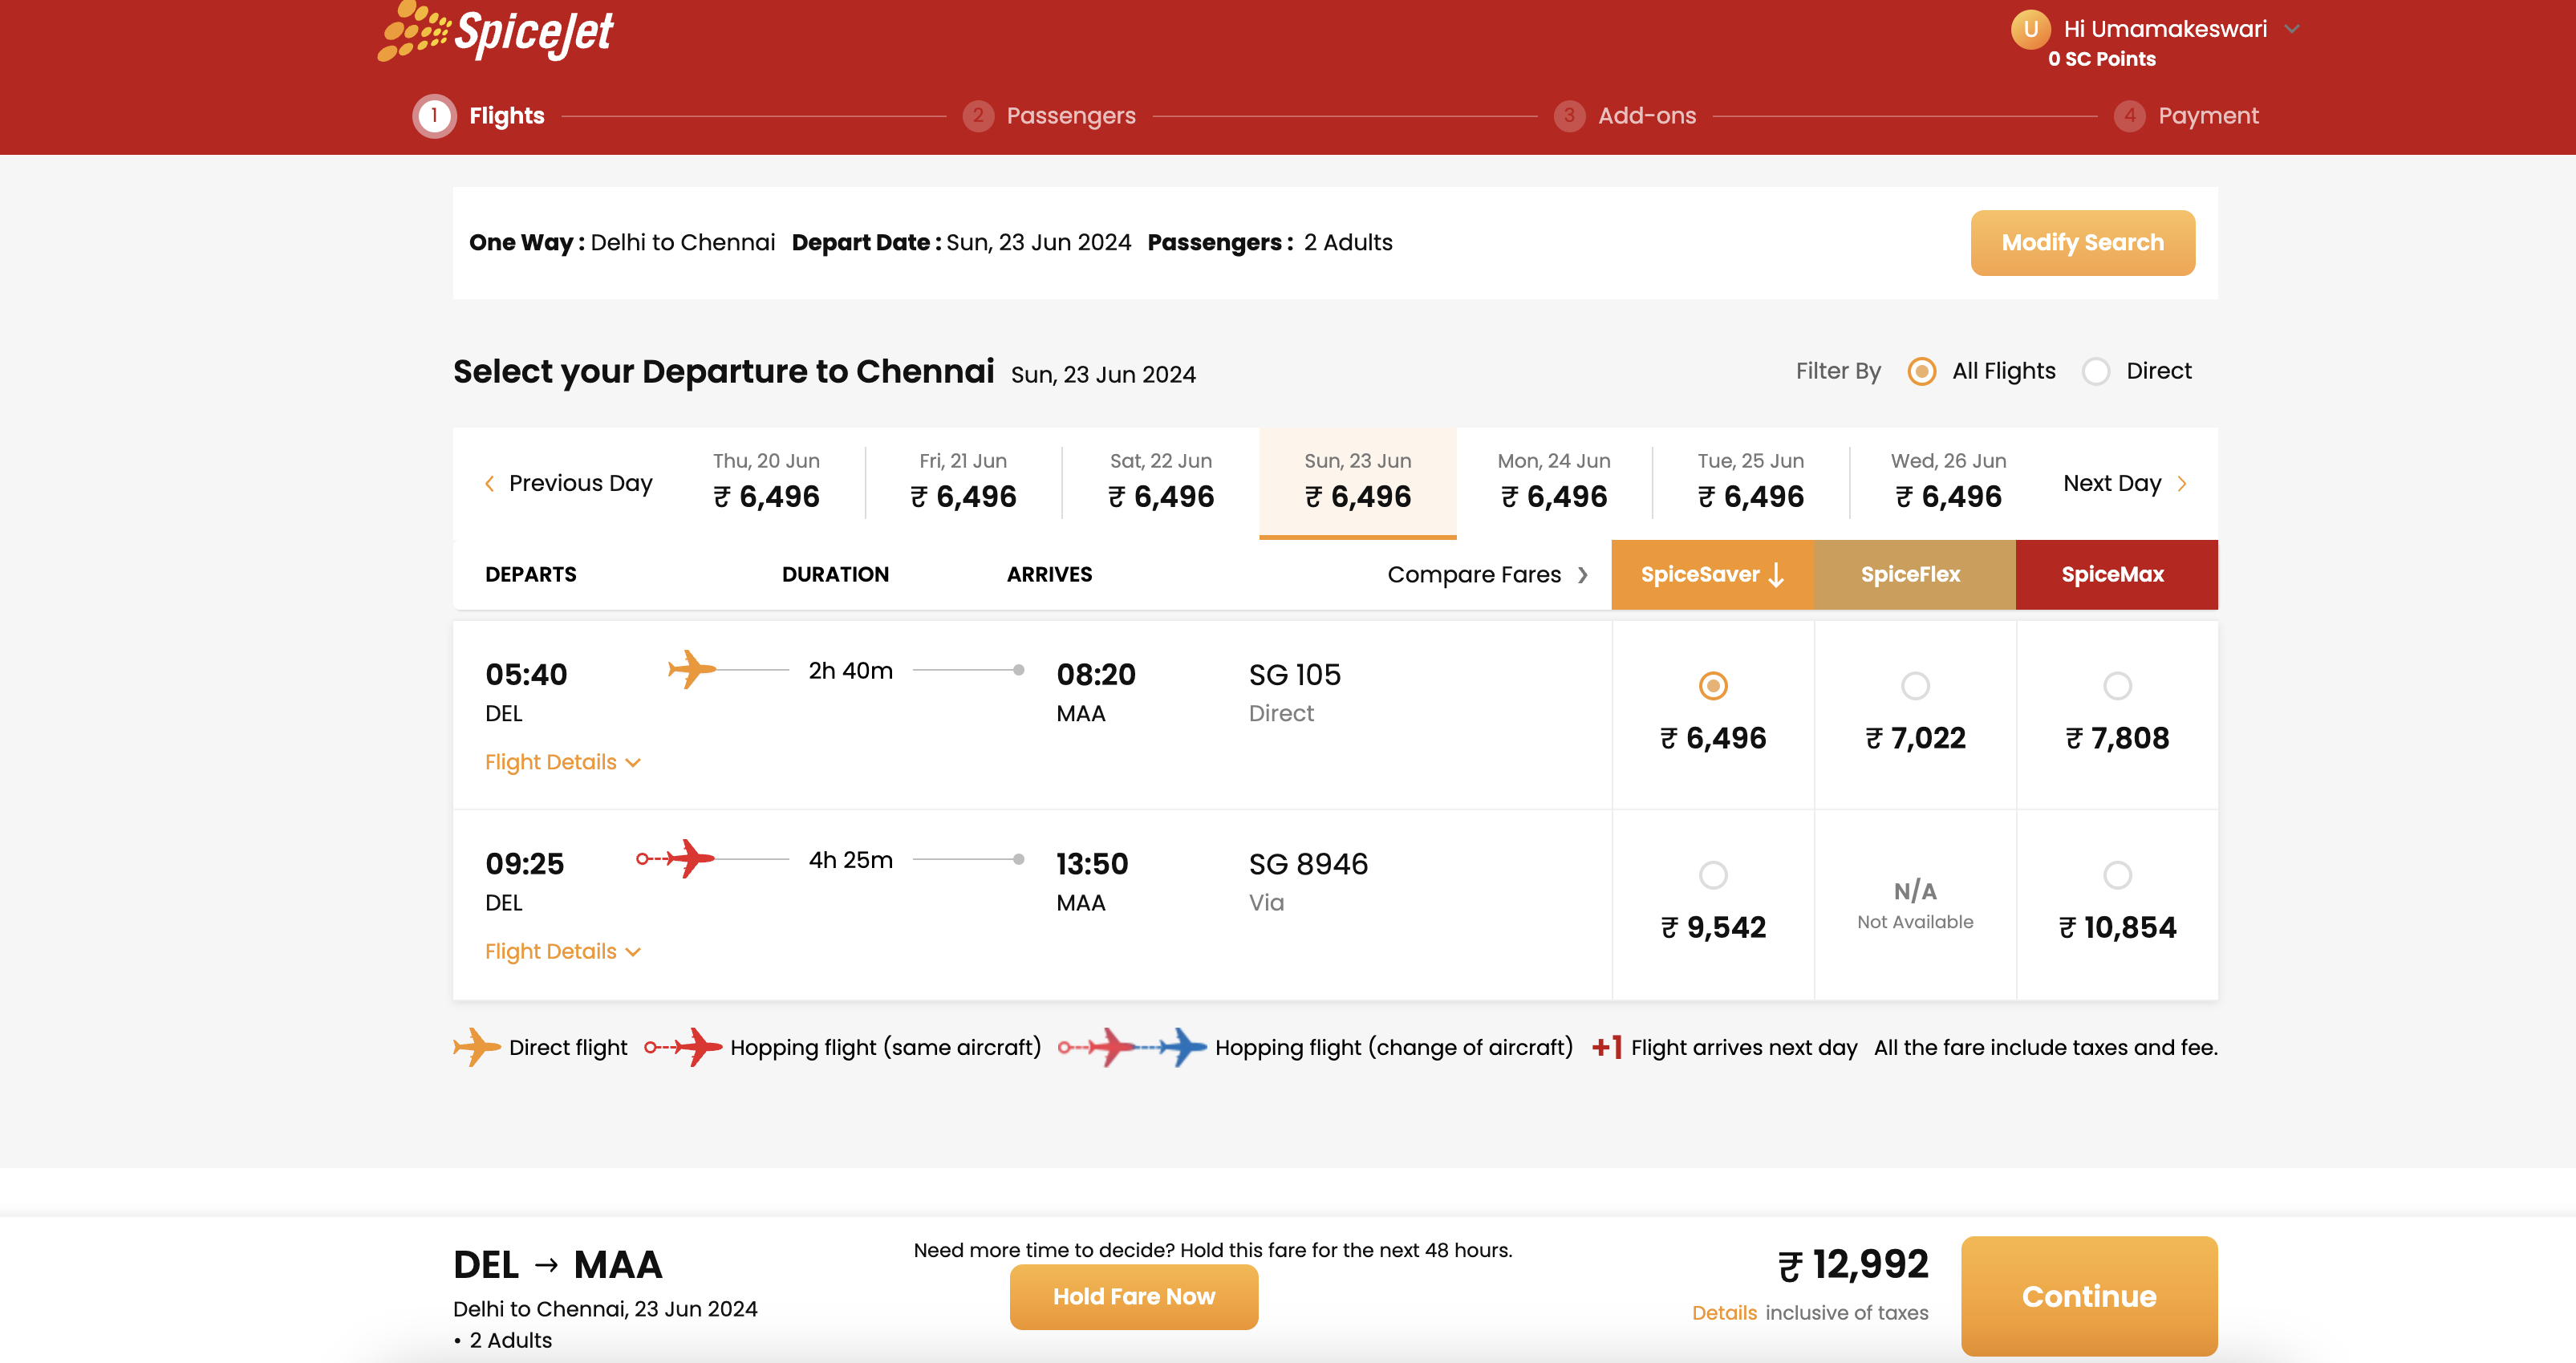 SpiceJet
U Hi Umamakeswari
0 SC Points
1 Flights 2 Passengers 3 Add-ons 4 Payment
One Way : Delhi to Chennai Depart Date : Sun, 23 Jun 2024 Passengers : 2 Adults Modify Search
Select your Departure to Chennai Sun, 23 Jun 2024 Filter By All Flights Direct
Previous Day Thu, 20 Jun Fri, 21 Jun Sat, 22 Jun Sun, 23 Jun Mon, 24 Jun Tue, 25 Jun Wed, 26 Jun Next Day
₹ 6,496 ₹ 6,496 ₹ 6,496 ₹ 6,496 ₹ 6,496 ₹ 6,496 ₹ 6,496
DEPARTS DURATION ARRIVES Compare Fares SpiceSaver ↓ SpiceFlex SpiceMax
05:40 2h 40m 08:20 SG 105
DEL MAA Direct ₹ 6,496 ₹ 7,022 ₹ 7,808
Flight Details
09:25 4h 25m 13:50 SG 8946
DEL MAA Via ₹ 9,542 N/A ₹ 10,854
Not Available
Flight Details
Direct flight Hopping flight (same aircraft) Hopping flight (change of aircraft) +1 Flight arrives next day All the fare include taxes and fee.
DEL → MAA Need more time to decide? Hold this fare for the next 48 hours. ₹ 12,992
Delhi to Chennai, 23 Jun 2024 Hold Fare Now Details inclusive of taxes Continue
• 2 Adults